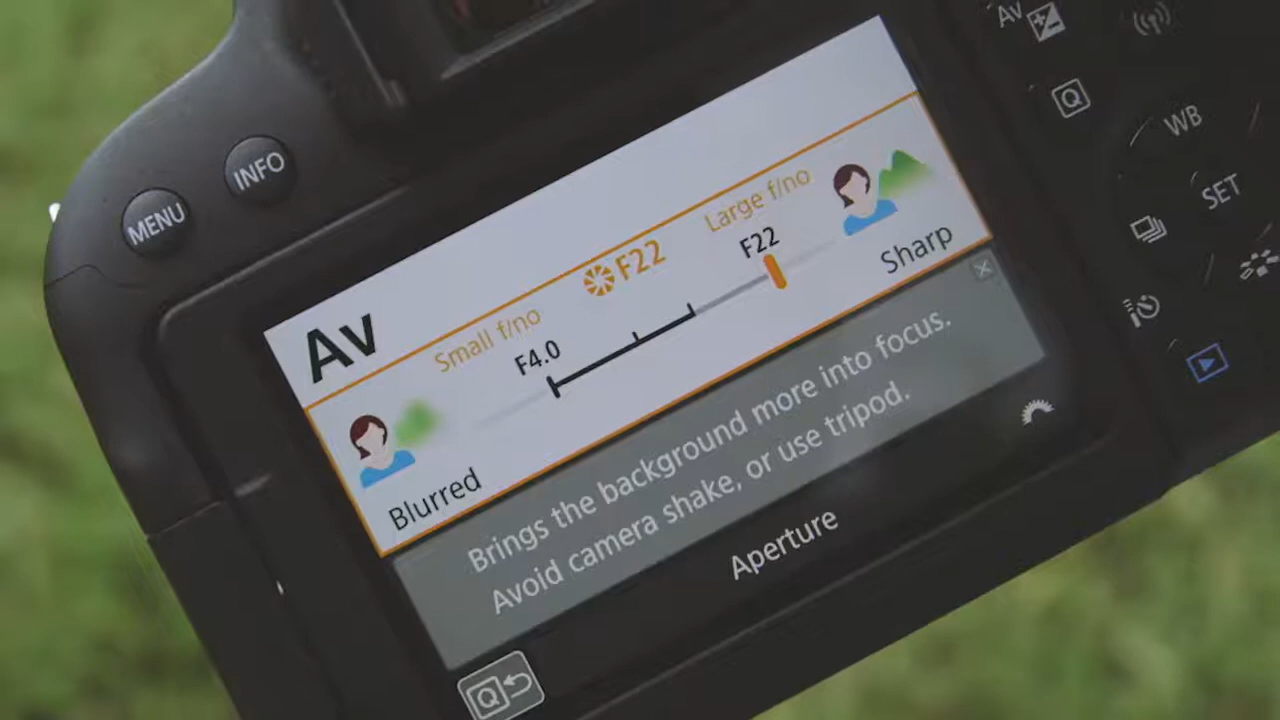 Av
MENU
INFO
Q
WB
SET
Av
Small f/no
F22
Large f/no
F4.0
F22
Blurred
Sharp
Brings the background more into focus.
Avoid camera shake, or use tripod.
Aperture
Q